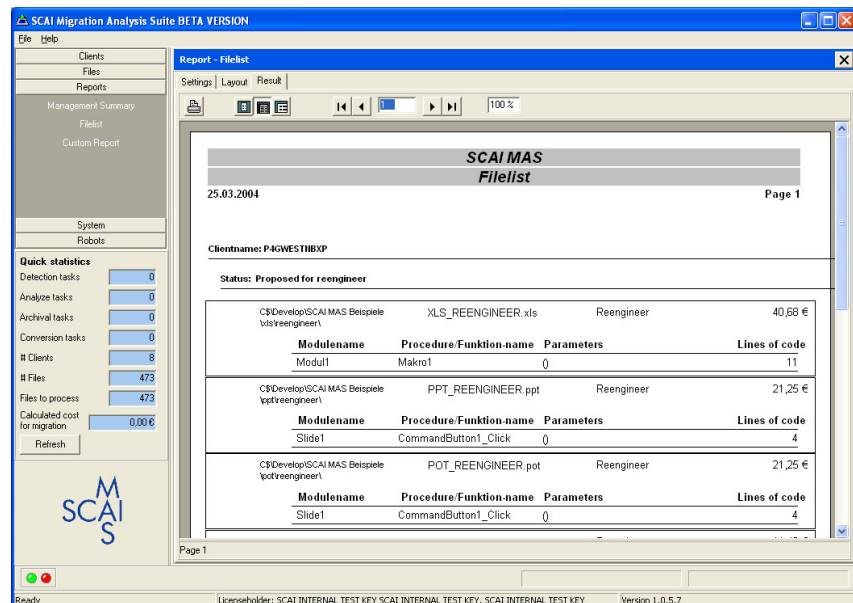 SCAI Migration Analysis Suite BETA VERSION
File Help
Clients
Files
Reports
Management Summary
Filelist
Custom Report
System
Robots
Quick statistics
Detection tasks 0
Analyze tasks 0
Archival tasks 0
Conversion tasks 0
# Clients 8
# Files 473
Files to process 473
Calculated cost for migration 0,00 €
Refresh
SCAI
MAS
Report - Filelist
Settings Layout Result
1 100 %
SCAI MAS
Filelist
25.03.2004 Page 1
Clientname: P4GWESTNBXP
Status: Proposed for reengineer
C$\Develop\SCAI MAS Beispiele XLS_REENGINEER.xls Reengineer 40,68 €
\xls\reengineer\
Modulename Procedure/Funktion-name Parameters Lines of code
Modul1 Makro1 () 11
C$\Develop\SCAI MAS Beispiele PPT_REENGINEER.ppt Reengineer 21,25 €
\ppt\reengineer\
Modulename Procedure/Funktion-name Parameters Lines of code
Slide1 CommandButton1_Click () 4
C$\Develop\SCAI MAS Beispiele POT_REENGINEER.pot Reengineer 21,25 €
\pot\reengineer\
Modulename Procedure/Funktion-name Parameters Lines of code
Slide1 CommandButton1_Click () 4
Page 1
Ready Licenseholder: SCAI INTERNAL TEST KEY SCAI INTERNAL TEST KEY, SCAI INTERNAL TEST KEY Version 1.0.5.7